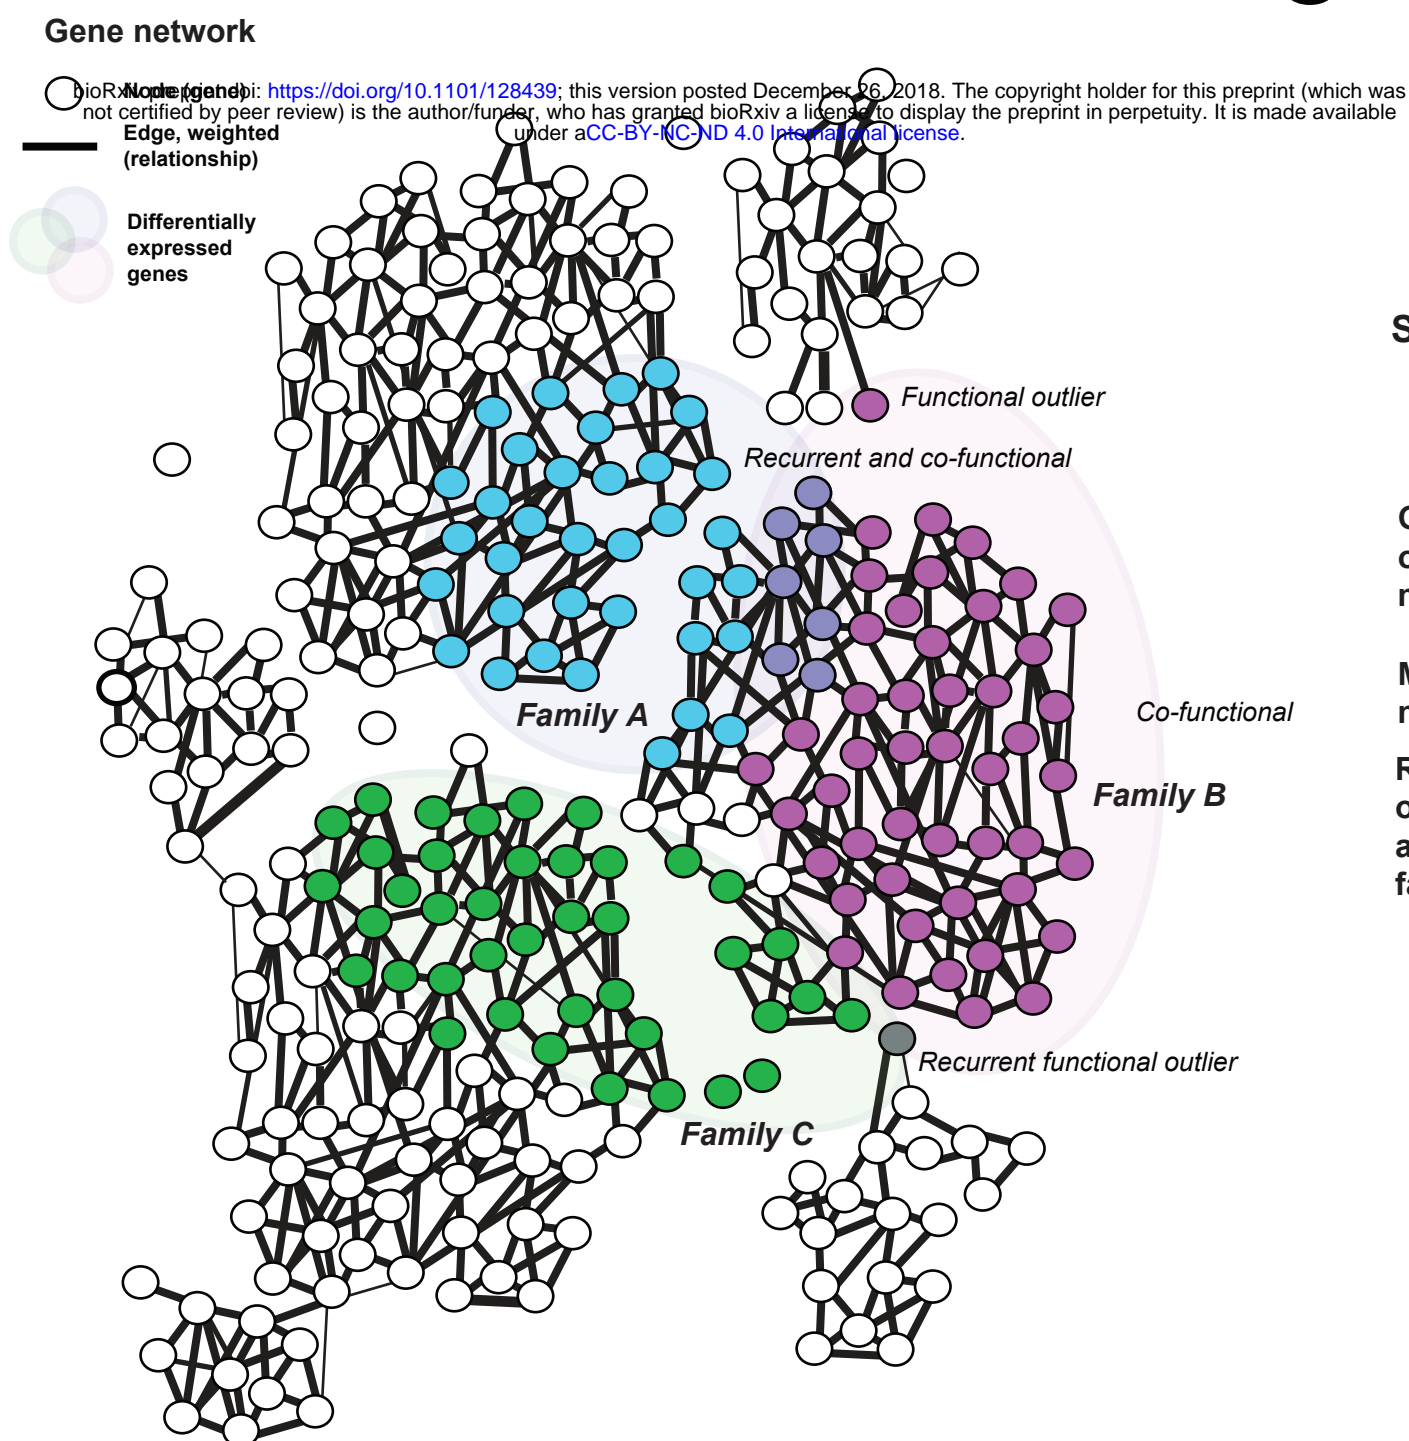 Gene network
Node (gene)
bioRxiv preprint doi: https://doi.org/10.1101/128439; this version posted December 26, 2018. The copyright holder for this preprint (which was
not certified by peer review) is the author/funder, who has granted bioRxiv a license to display the preprint in perpetuity. It is made available
under aCC-BY-NC-ND 4.0 International license.
Edge, weighted
(relationship)
Differentially
expressed
genes
S
Functional outlier
Recurrent and co-functional
Family A
Co-functional
Family B
Recurrent functional outlier
Family C